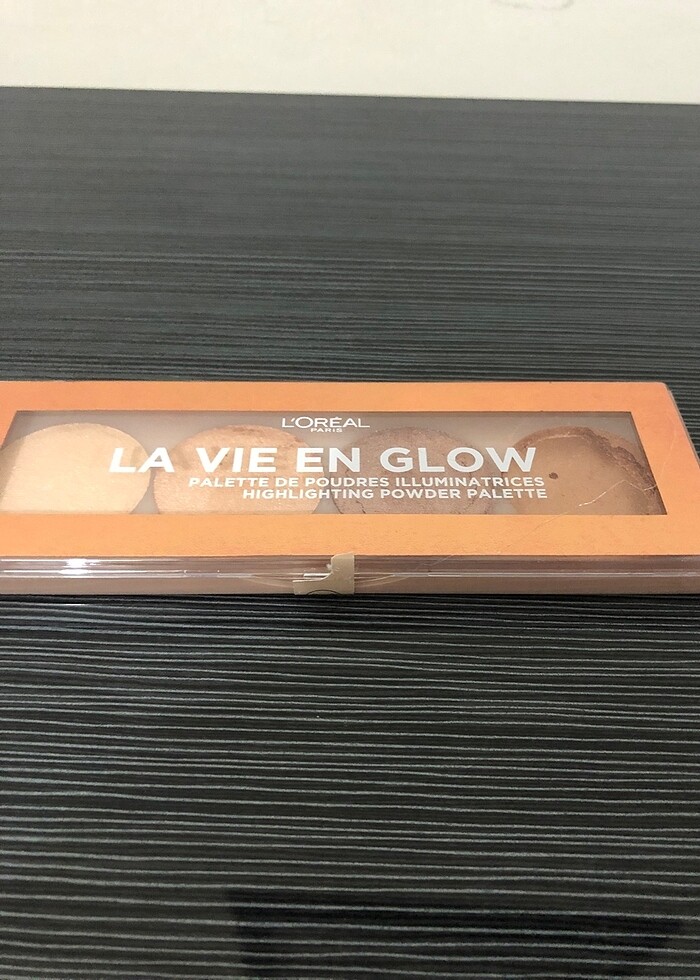 L'ORÉAL
PARIS
LA VIE EN GLOW
PALETTE DE POUDRES ILLUMINATRICES
HIGHLIGHTING POWDER PALETTE